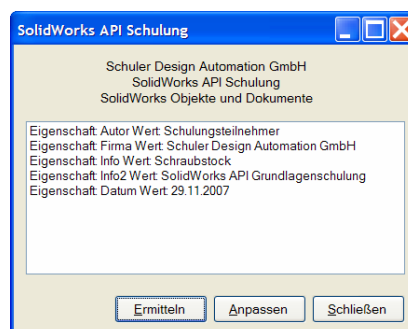 SolidWorks API Schulung
Schuler Design Automation GmbH
SolidWorks API Schulung
SolidWorks Objekte und Dokumente
Eigenschaft: Autor Wert: Schulungsteilnehmer
Eigenschaft: Firma Wert: Schuler Design Automation GmbH
Eigenschaft: Info Wert: Schraubstock
Eigenschaft: Info2 Wert: SolidWorks API Grundlagenschulung
Eigenschaft: Datum Wert: 29.11.2007
Ermitteln
Anpassen
Schließen